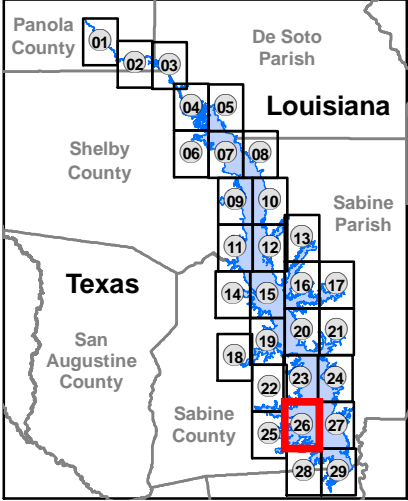 Panola
County
01
02
03
De Soto
Parish
04
05
Louisiana
Shelby
County
06
07
08
09
10
Sabine
Parish
11
12
13
Texas
14
15
16
17
San
Augustine
County
18
19
20
21
22
23
24
Sabine
County
25
26
27
28
29